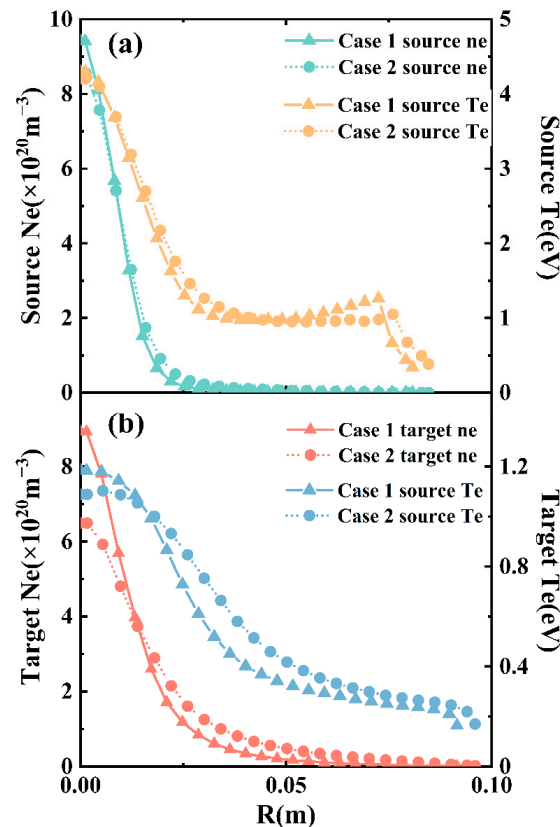 (a)
Case 1 source ne
Case 2 source ne
Case 1 source Te
Case 2 source Te
Source Ne(×10²⁰m⁻³)
10
8
6
4
2
0
Source Te(eV)
5
4
3
2
1
0
(b)
Case 1 target ne
Case 2 target ne
Case 1 source Te
Case 2 source Te
Target Ne(×10²⁰m⁻³)
8
6
4
2
0
Target Te(eV)
1.2
0.8
0.4
0.0
0.00
0.05
0.10
R(m)